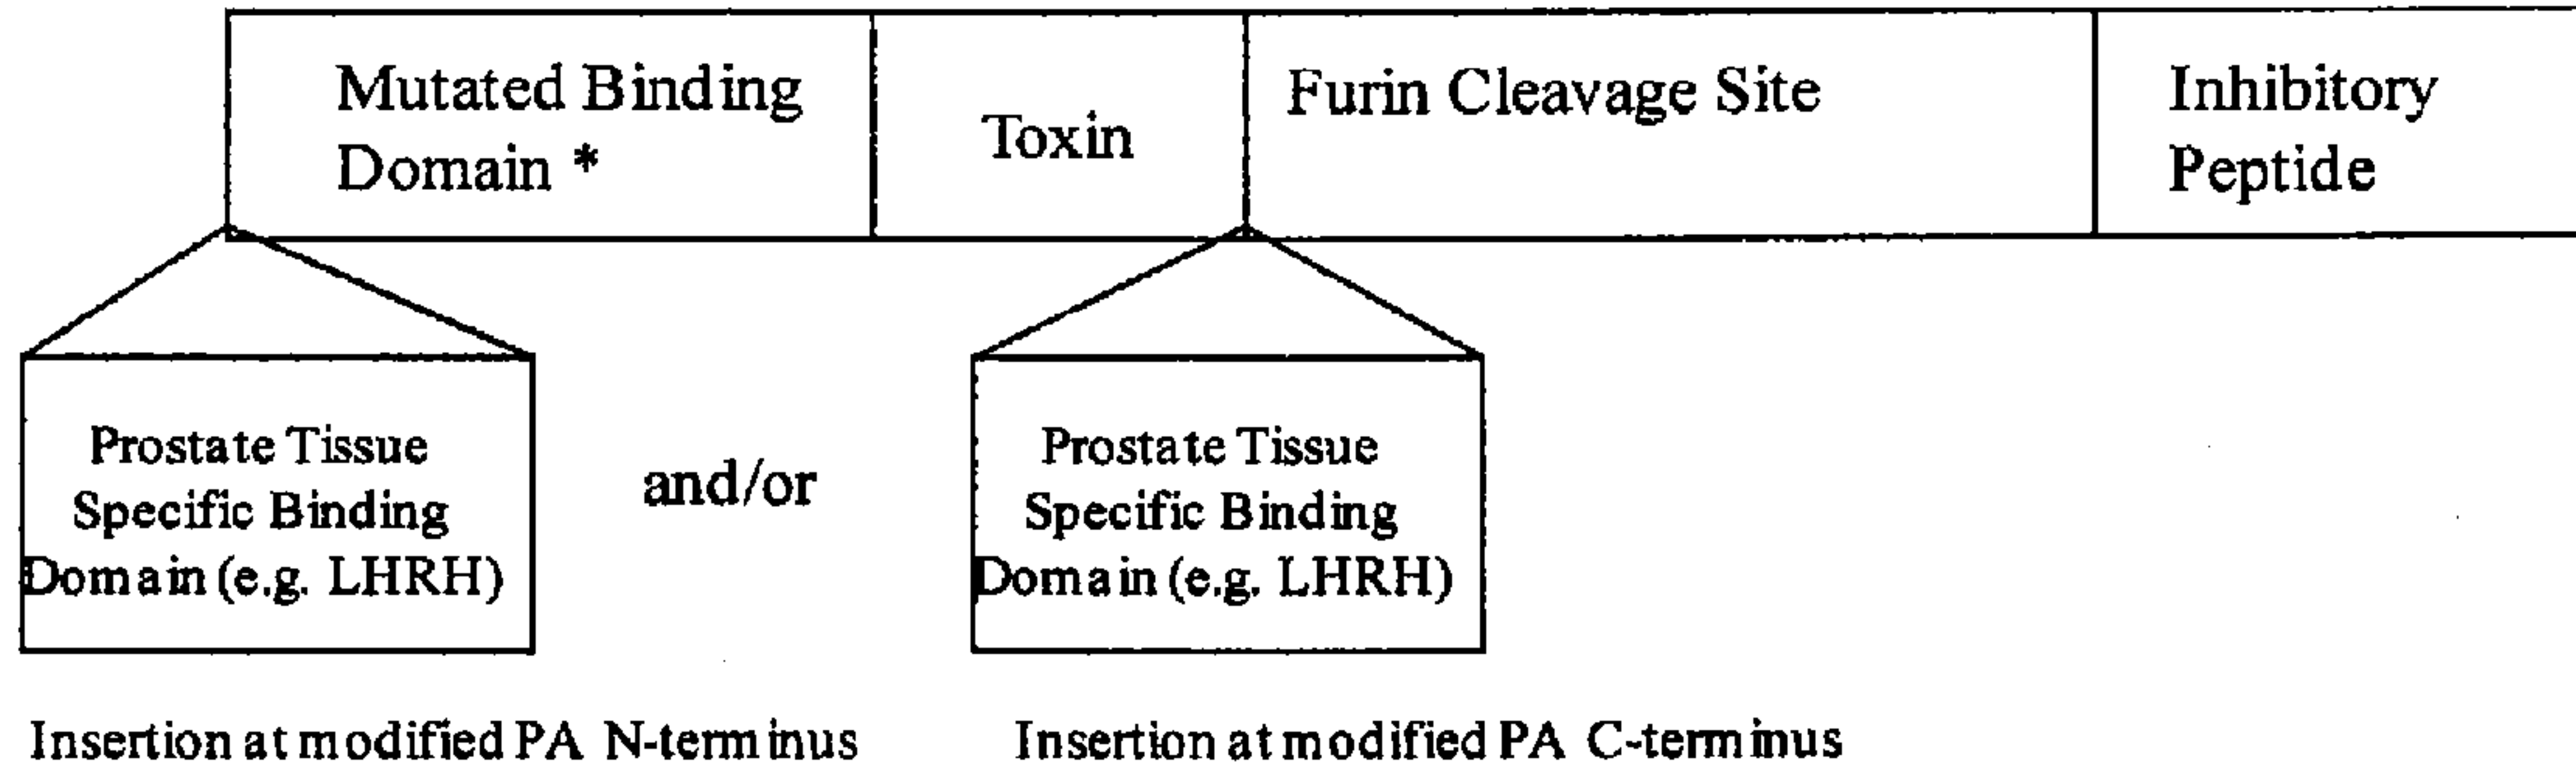 Mutated Binding
Domain *
Toxin
Furin Cleavage Site
Inhibitory
Peptide
Prostate Tissue
Specific Binding
Domain (e.g. LHRH)
and/or
Prostate Tissue
Specific Binding
Domain (e.g. LHRH)
Insertion at modified PA N-terminus
Insertion at modified PA C-terminus